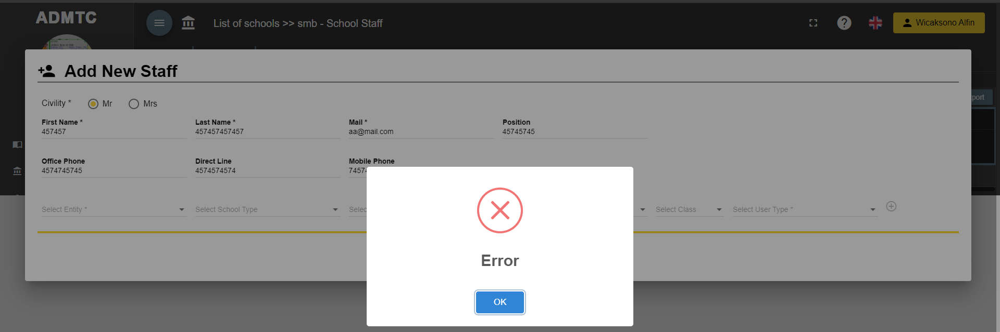 ADMTC
List of schools >> smb - School Staff
Wicaksono Alfin
Add New Staff
Civility * Mr Mrs
First Name * Last Name * Mail * Position
457457 457457457457 aa@mail.com 45745745
Office Phone Direct Line Mobile Phone
4574745745 4574574574 7457
Select Entity * Select School Type Selec Select Class Select User Type *
port
Error
OK